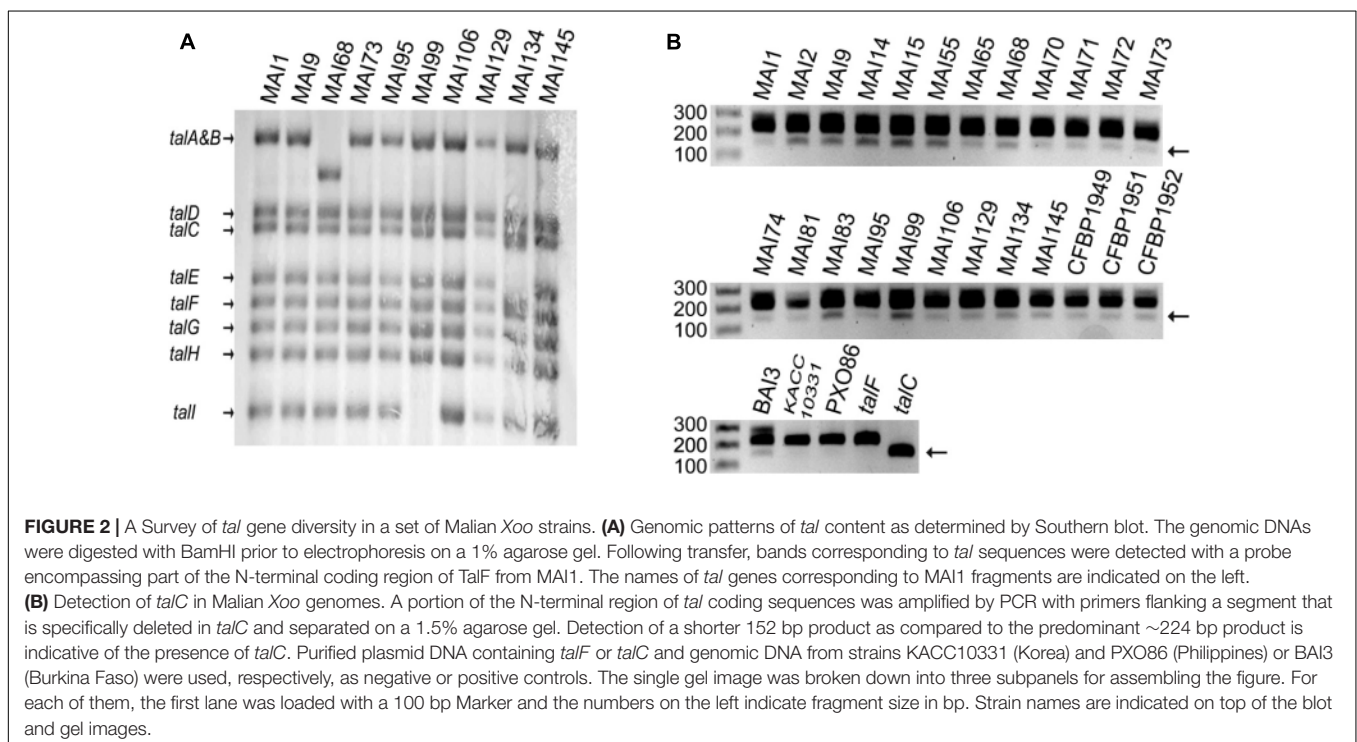 A
MAI1
MAI9
MAI68
MAI73
MAI95
MAI99
MAI106
MAI129
MAI134
MAI145
talA&B
talD
talC
talE
talF
talG
talH
talI
B
MAI1
MAI2
MAI9
MAI14
MAI15
MAI55
MAI65
MAI68
MAI70
MAI71
MAI72
MAI73
300
200
100
MAI74
MAI81
MAI83
MAI95
MAI99
MAI106
MAI129
MAI134
MAI145
CFBP1949
CFBP1951
CFBP1952
300
200
100
BAI3
KACC
10331
PXO86
talF
talC
300
200
100
FIGURE 2 | A Survey of tal gene diversity in a set of Malian Xoo strains. (A) Genomic patterns of tal content as determined by Southern blot. The genomic DNAs
were digested with BamHI prior to electrophoresis on a 1% agarose gel. Following transfer, bands corresponding to tal sequences were detected with a probe
encompassing part of the N-terminal coding region of TalF from MAI1. The names of tal genes corresponding to MAI1 fragments are indicated on the left.
(B) Detection of talC in Malian Xoo genomes. A portion of the N-terminal region of tal coding sequences was amplified by PCR with primers flanking a segment that
is specifically deleted in talC and separated on a 1.5% agarose gel. Detection of a shorter 152 bp product as compared to the predominant ∼224 bp product is
indicative of the presence of talC. Purified plasmid DNA containing talF or talC and genomic DNA from strains KACC10331 (Korea) and PXO86 (Philippines) or BAI3
(Burkina Faso) were used, respectively, as negative or positive controls. The single gel image was broken down into three subpanels for assembling the figure. For
each of them, the first lane was loaded with a 100 bp Marker and the numbers on the left indicate fragment size in bp. Strain names are indicated on top of the blot
and gel images.